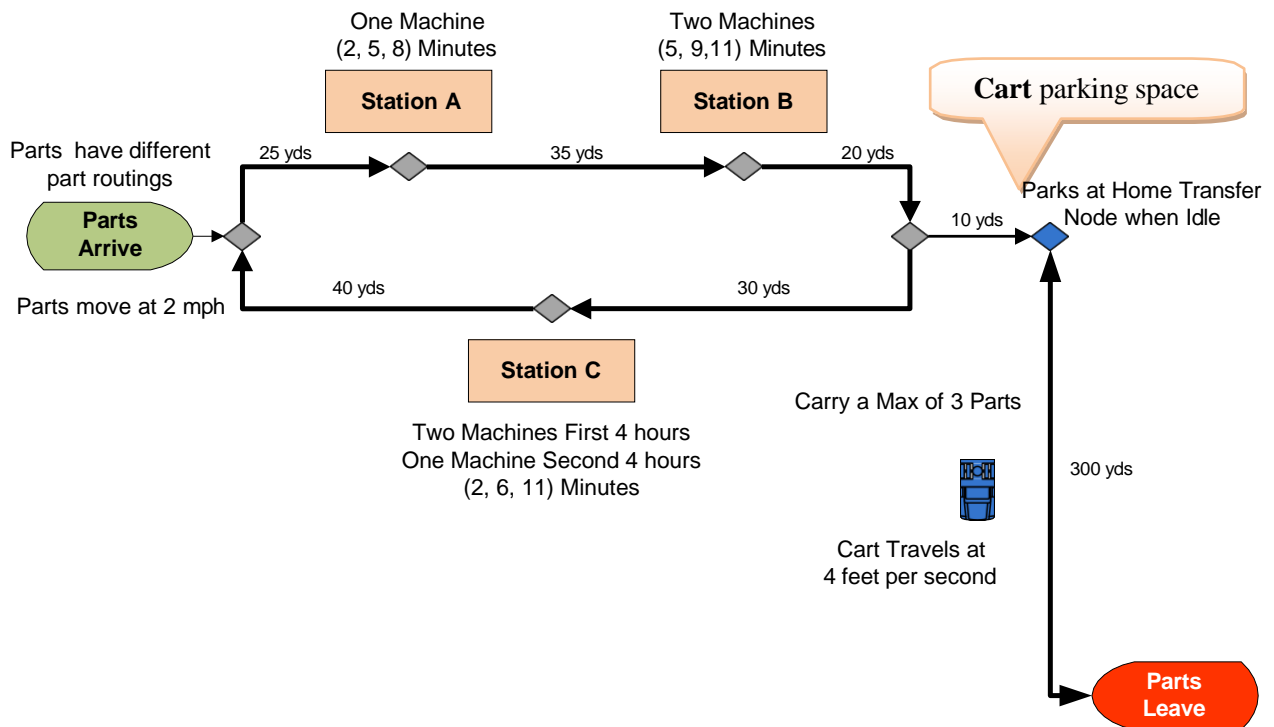 One Machine
(2, 5, 8) Minutes
Station A
Two Machines
(5, 9,11) Minutes
Station B
Cart parking space
Parts have different
part routings
25 yds
35 yds
20 yds
Parks at Home Transfer
Node when Idle
Parts
Arrive
10 yds
Parts move at 2 mph
40 yds
30 yds
Station C
Two Machines First 4 hours
One Machine Second 4 hours
(2, 6, 11) Minutes
Carry a Max of 3 Parts
300 yds
Cart Travels at
4 feet per second
Parts
Leave